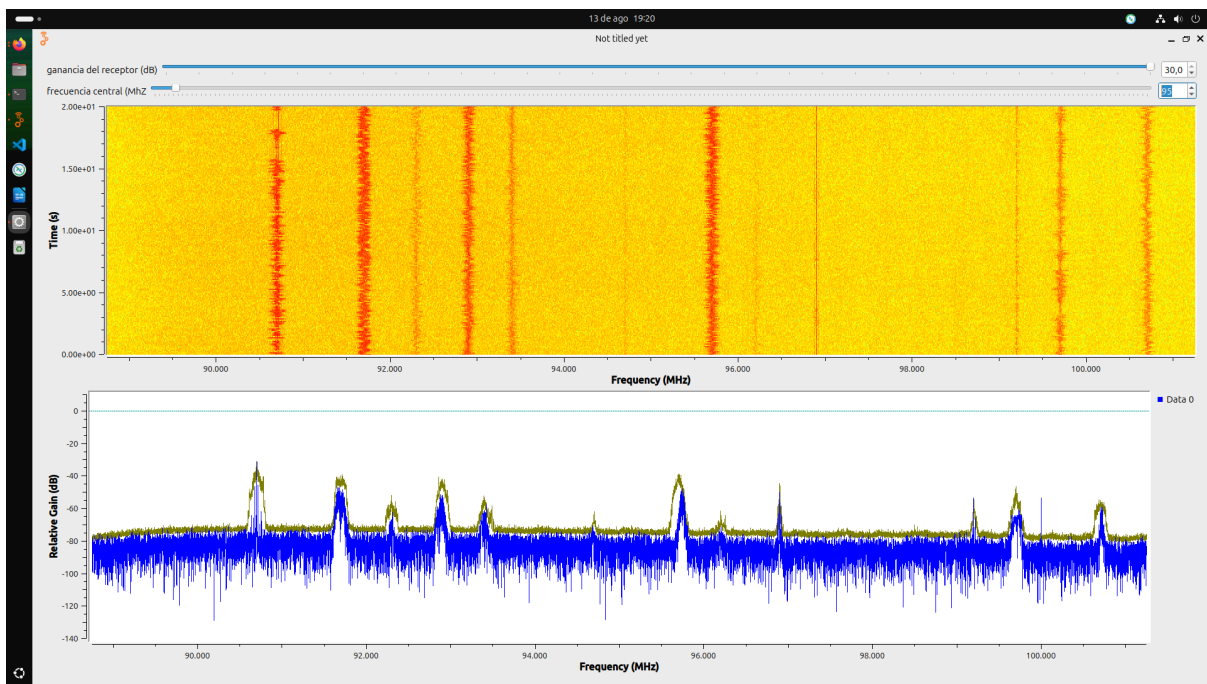 13 de ago 19:20
Not titled yet
ganancia del receptor (dB)
30,0
frecuencia central (MhZ
95
2.00e+01
1.50e+01
1.00e+01
5.00e+00
0.00e+00
Time (s)
90.000 92.000 94.000 96.000 98.000 100.000
Frequency (MHz)
Data 0
0
-20
-40
-60
-80
-100
-120
-140
Relative Gain (dB)
90.000 92.000 94.000 96.000 98.000 100.000
Frequency (MHz)